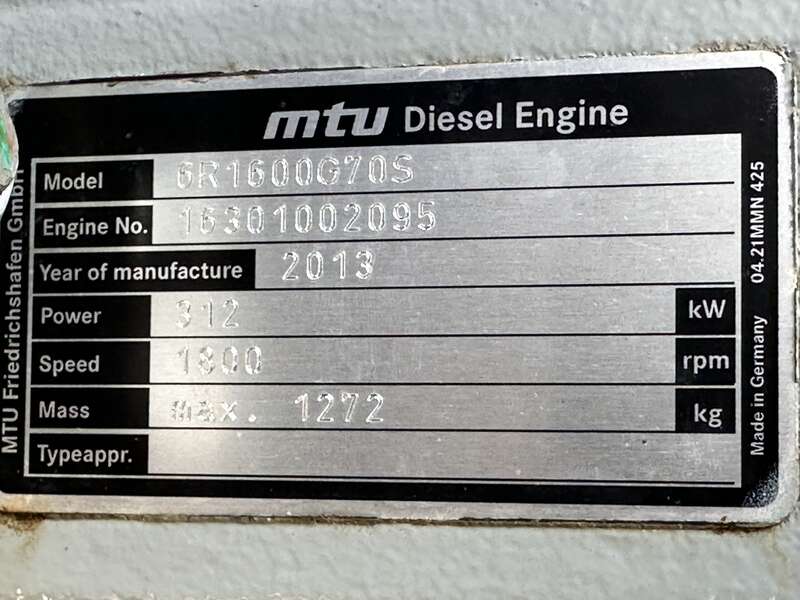 mtu Diesel Engine
Model 6R1600G70S
Engine No. 16301002095
Year of manufacture 2013
Power 312 kW
Speed 1800 rpm
Mass max. 1272 kg
Typeappr.
MTU Friedrichshafen GmbH
Made in Germany 04.21MMN 425